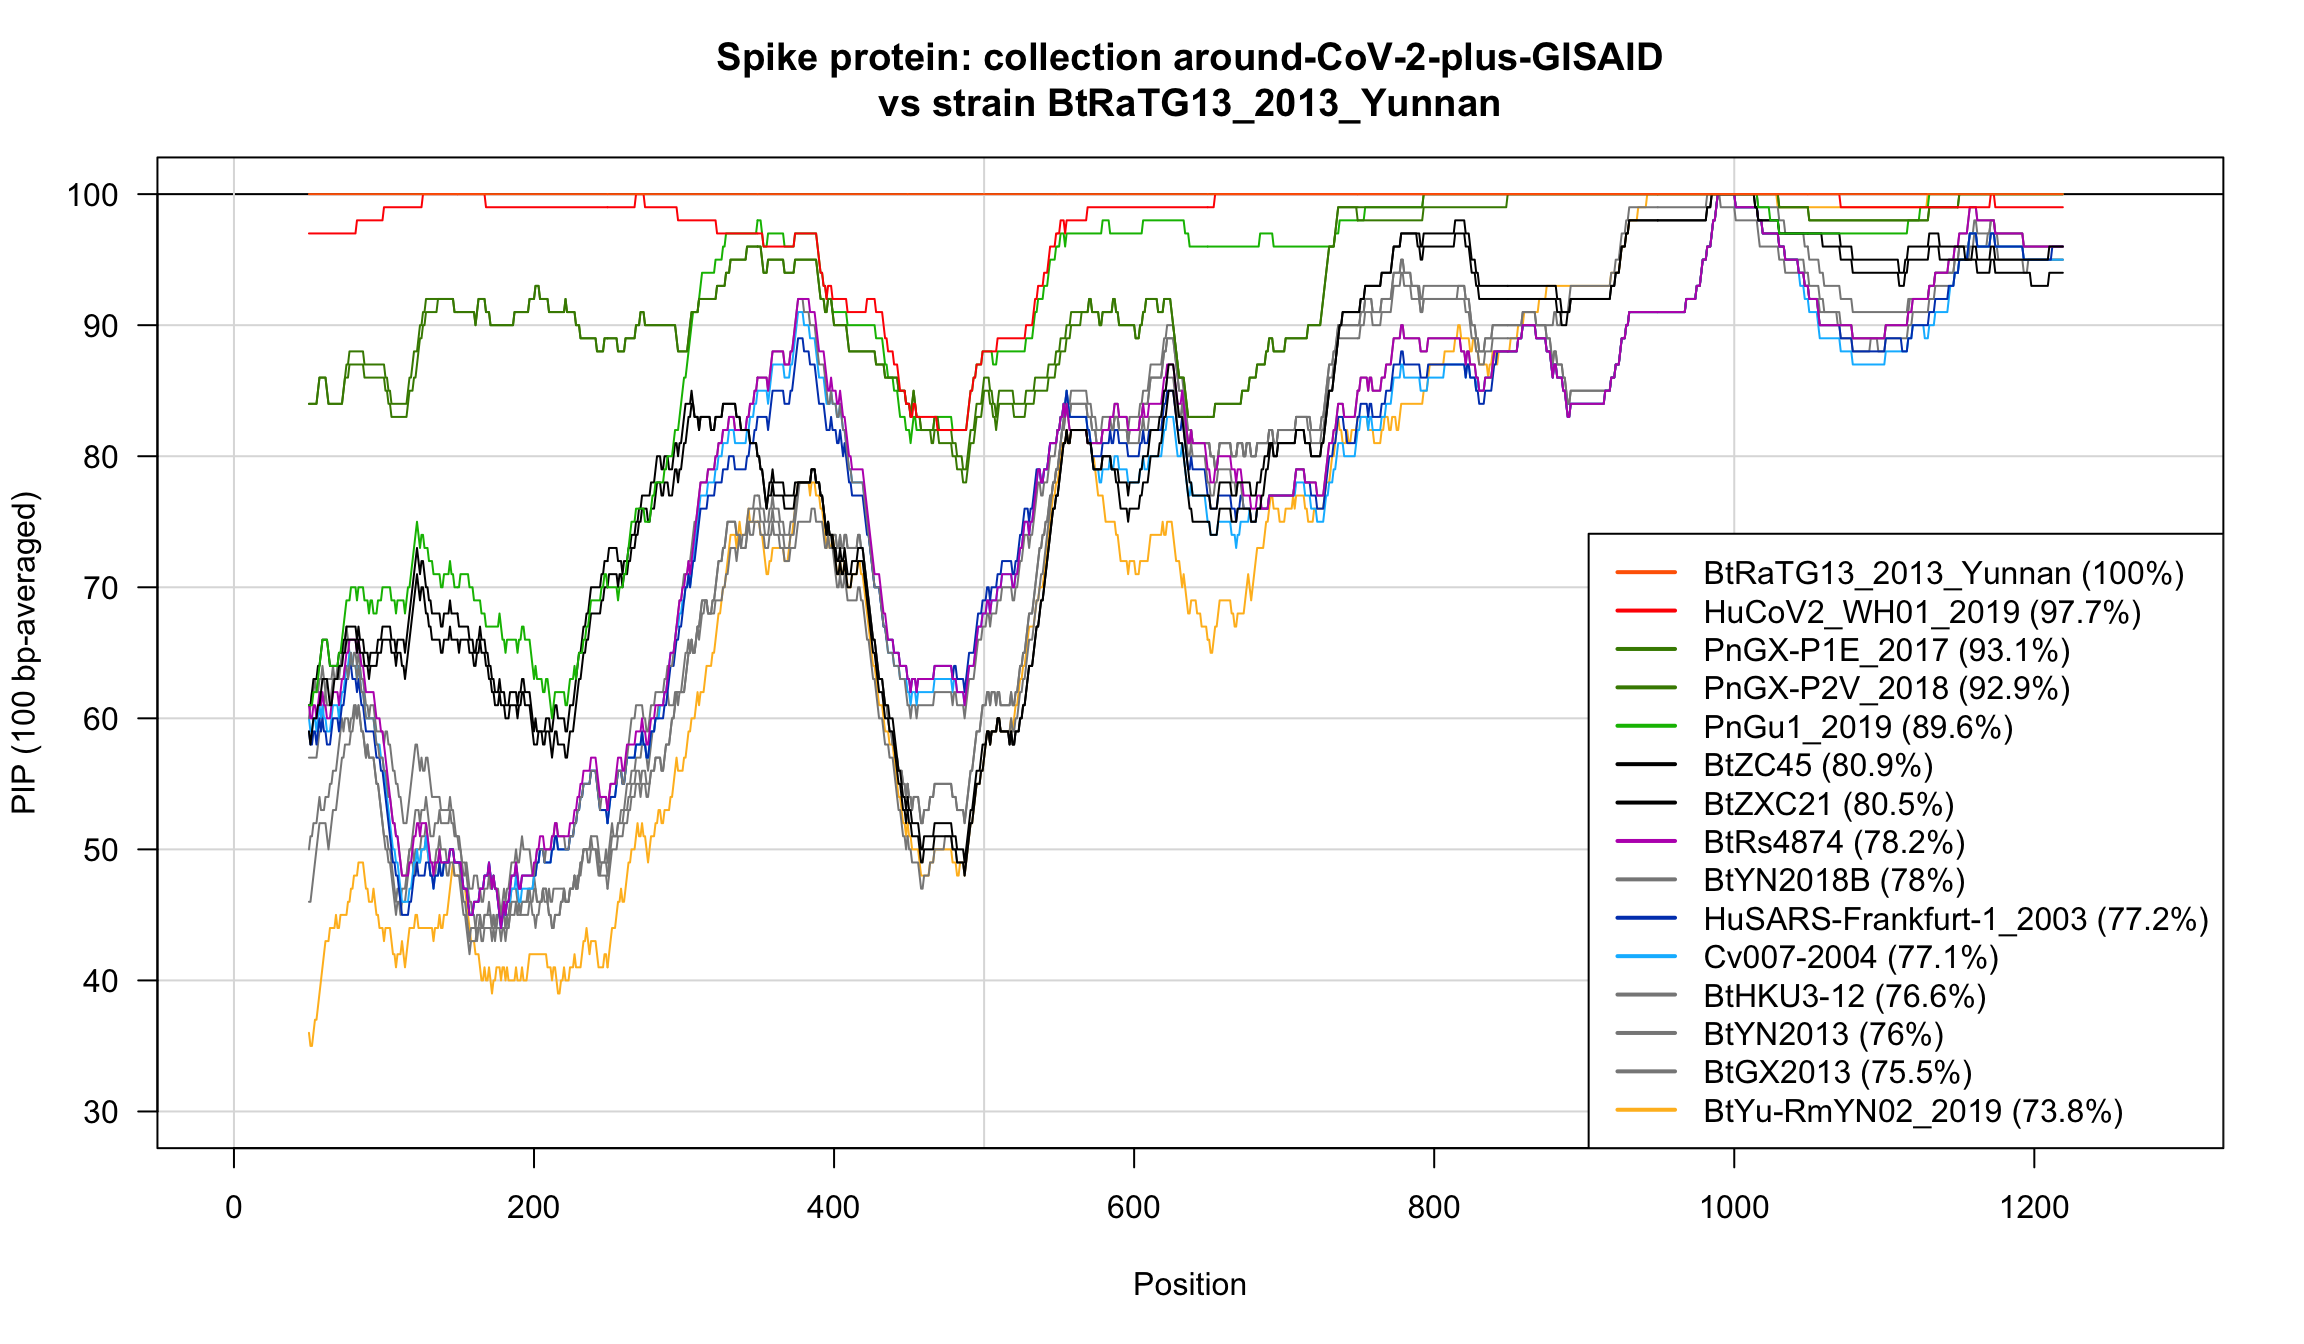 Spike protein: collection around-CoV-2-plus-GISAID
vs strain BtRaTG13_2013_Yunnan
PIP (100 bp-averaged)
100
90
80
70
60
50
40
30
BtRaTG13_2013_Yunnan (100%)
HuCoV2_WH01_2019 (97.7%)
PnGX-P1E_2017 (93.1%)
PnGX-P2V_2018 (92.9%)
PnGu1_2019 (89.6%)
BtZC45 (80.9%)
BtZXC21 (80.5%)
BtRs4874 (78.2%)
BtYN2018B (78%)
HuSARS-Frankfurt-1_2003 (77.2%)
Cv007-2004 (77.1%)
BtHKU3-12 (76.6%)
BtYN2013 (76%)
BtGX2013 (75.5%)
BtYu-RmYN02_2019 (73.8%)
0 200 400 600 800 1000 1200
Position